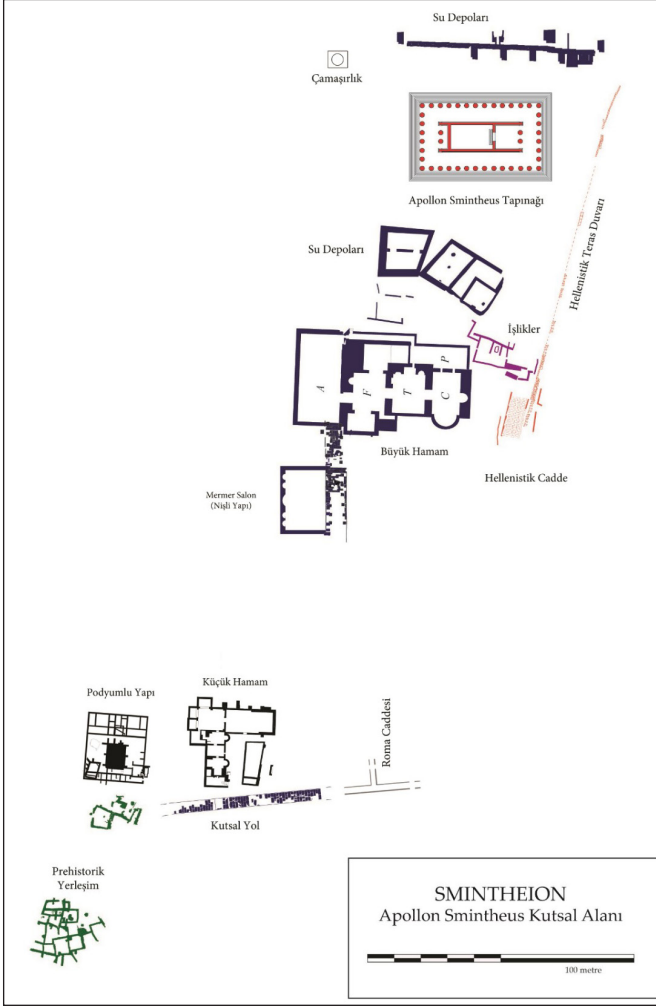 Su Depoları
Çamaşırlık
Apollon Smintheus Tapınağı
Hellenistik Teras Duvarı
Su Depoları
İşlikler
A
F
T
P
C
Büyük Hamam
Hellenistik Cadde
Mermer Salon
(Nişli Yapı)
Küçük Hamam
Podyumlu Yapı
Roma Caddesi
Kutsal Yol
Prehistorik
Yerleşim
SMINTHEION
Apollon Smintheus Kutsal Alanı
100 metre